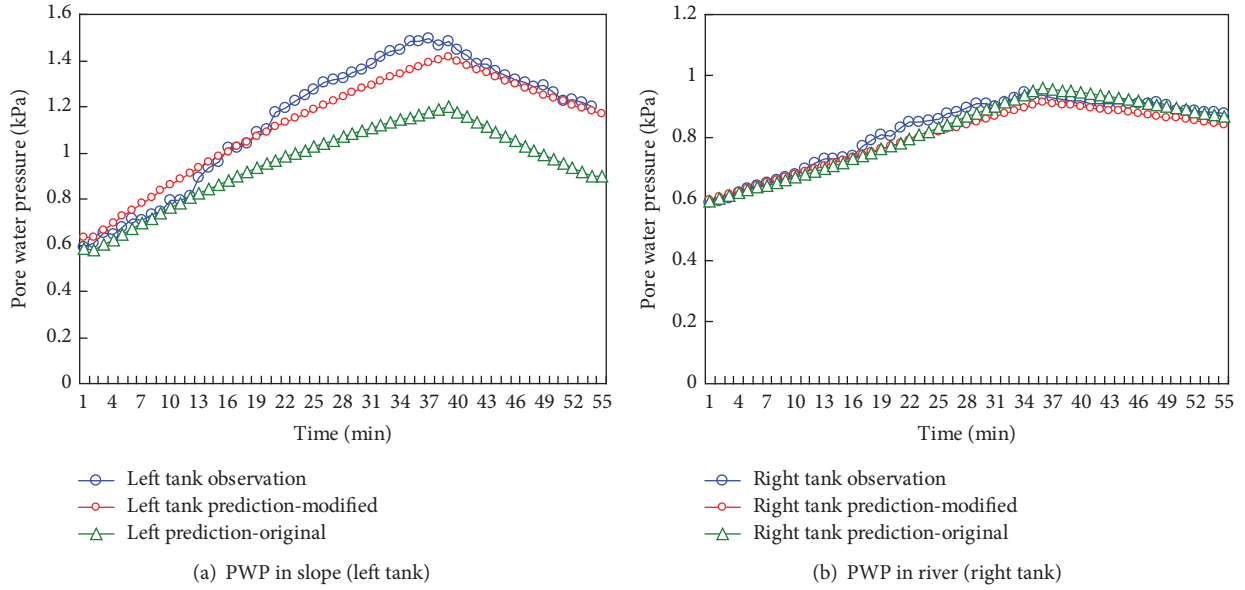 1.6
1.4
1.2
1
0.8
0.6
0.4
0.2
0
Pore water pressure (kPa)
1 4 7 10 13 16 19 22 25 28 31 34 37 40 43 46 49 52 55
Time (min)
Left tank observation
Left tank prediction-modified
Left prediction-original
(a) PWP in slope (left tank)
1.2
1
0.8
0.6
0.4
0.2
0
Pore water pressure (kPa)
1 4 7 10 13 16 19 22 25 28 31 34 37 40 43 46 49 52 55
Time (min)
Right tank observation
Right tank prediction-modified
Right tank prediction-original
(b) PWP in river (right tank)